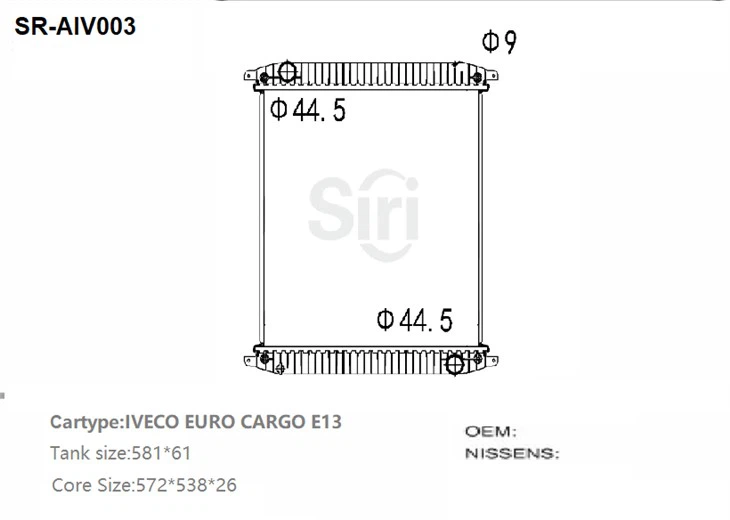 SR-AIV003
Φ9
Φ44.5
Siri
Φ44.5
Cartype:IVECO EURO CARGO E13
Tank size:581*61
Core Size:572*538*26
OEM:
NISSENS: